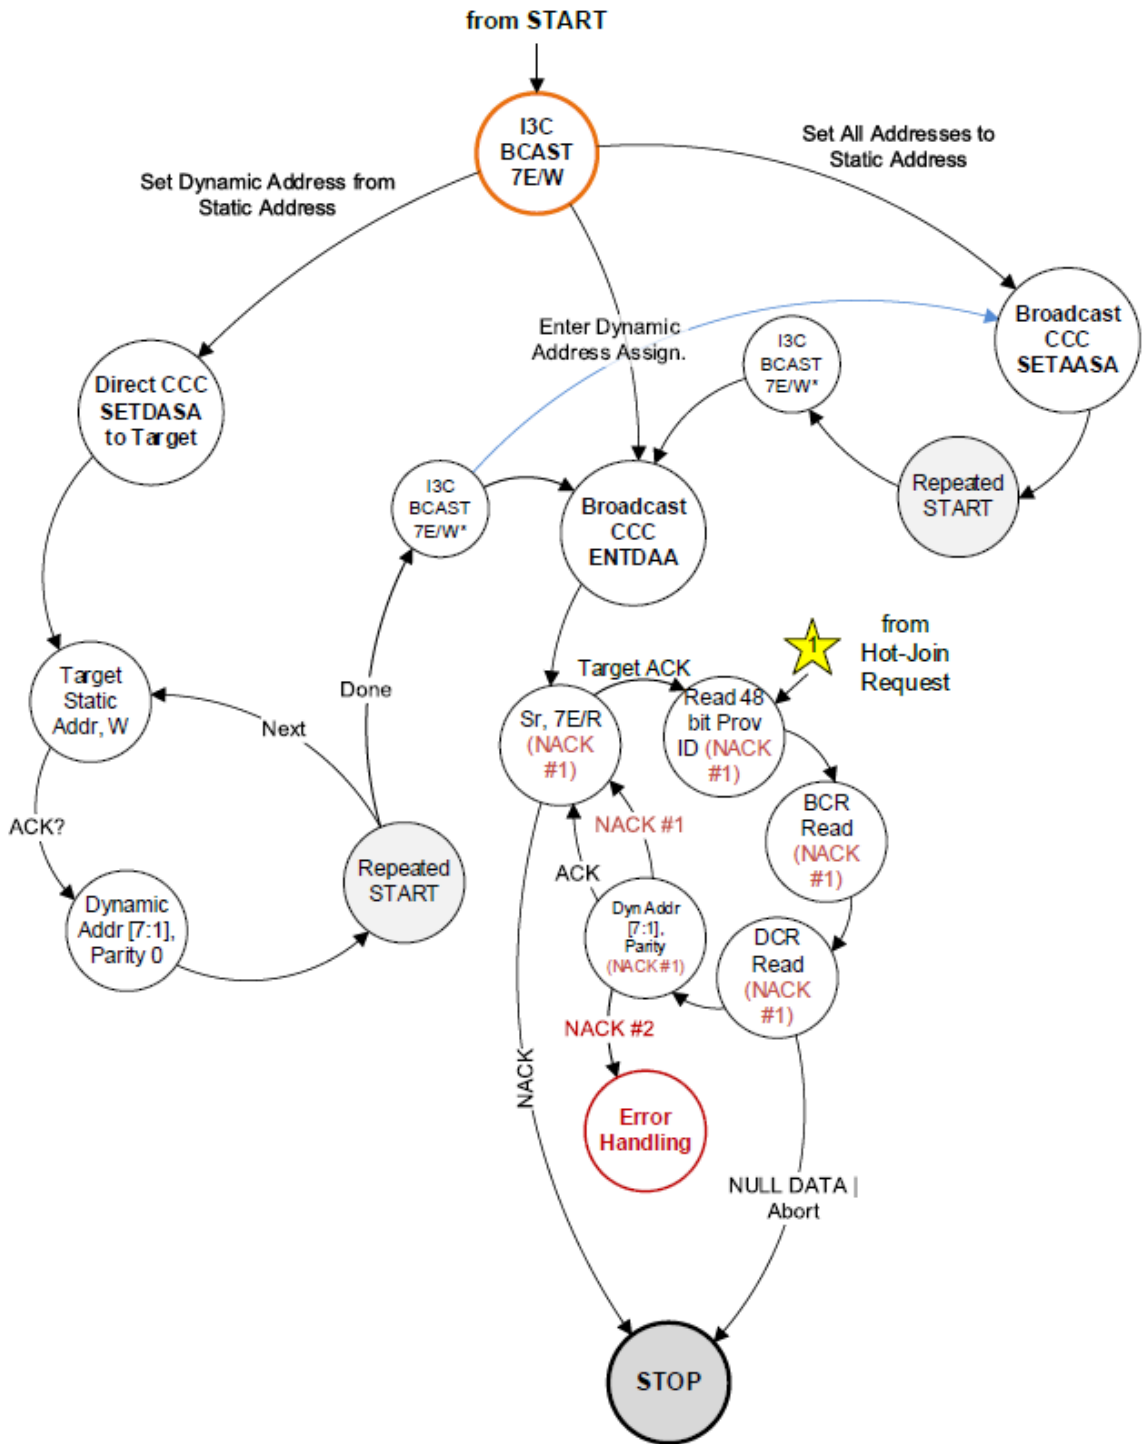 from START
I3C
BCAST
7E/W
Set All Addresses to
Static Address
Set Dynamic Address from
Static Address
Broadcast
CCC
SETAASA
Enter Dynamic
Address Assign.
I3C
BCAST
7E/W*
Direct CCC
SETDASA
to Target
Repeated
START
I3C
BCAST
7E/W*
Broadcast
CCC
ENTDAA
1
from
Hot-Join
Request
Target
Static
Addr, W
Done
Next
Target ACK
Sr, 7E/R
(NACK
#1)
Read 48
bit Prov
ID (NACK
#1)
ACK?
NACK #1
BCR
Read
(NACK
#1)
Repeated
START
ACK
Dynamic
Addr [7:1],
Parity 0
Dyn Addr
[7:1],
Parity
(NACK #1)
DCR
Read
(NACK
#1)
NACK #2
NACK
Error
Handling
NULL DATA |
Abort
STOP